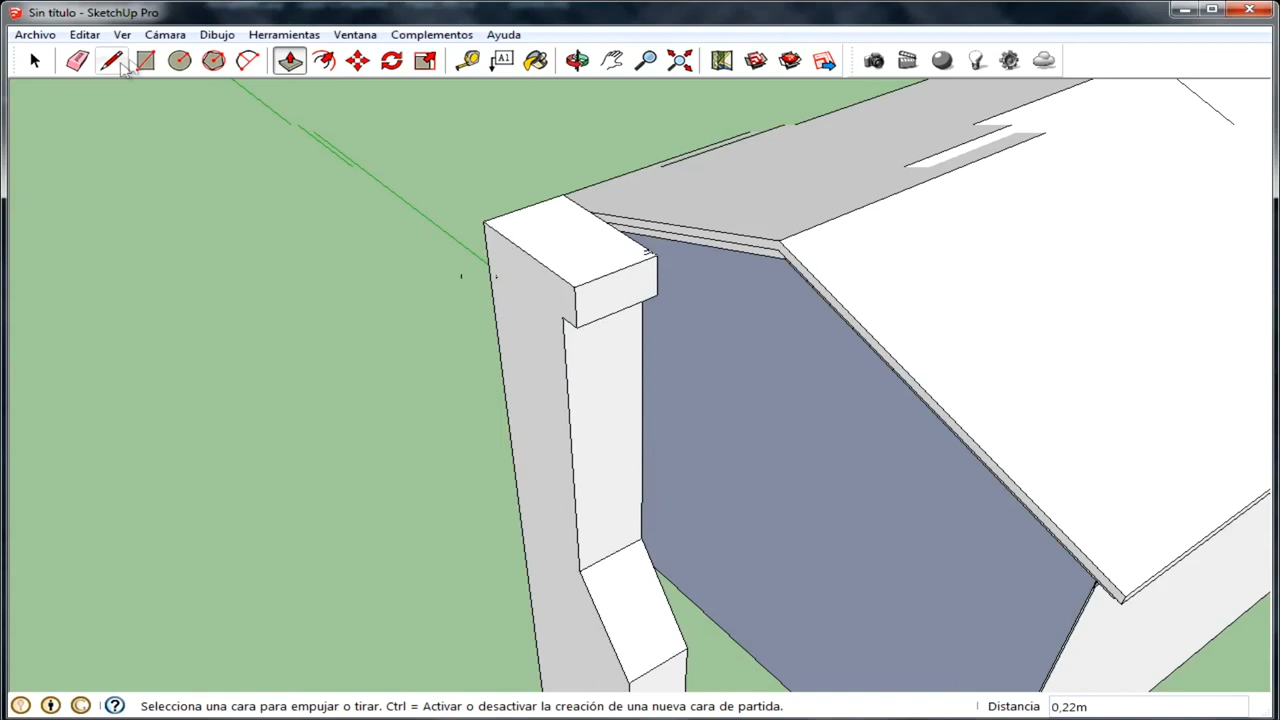 Sin título - SketchUp Pro
Archivo Editar Ver Cámara Dibujo Herramientas Ventana Complementos Ayuda
A1
Selecciona una cara para empujar o tirar. Ctrl = Activar o desactivar la creación de una nueva cara de partida. Distancia 0,22m